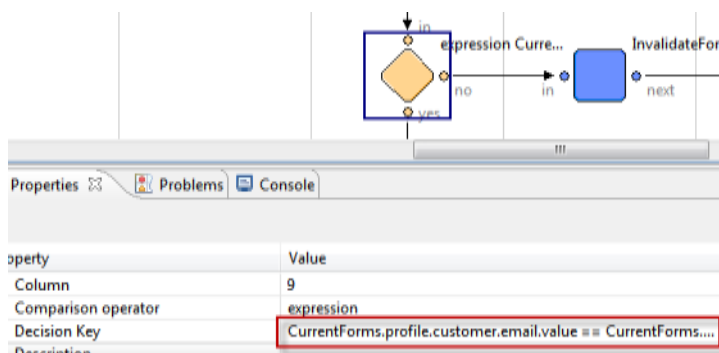 in
expression Curre...
InvalidateFor
no
in
next
yes
Properties
Problems
Console
operty
Value
Column
9
Comparison operator
expression
Decision Key
CurrentForms.profile.customer.email.value == CurrentForms....
Description